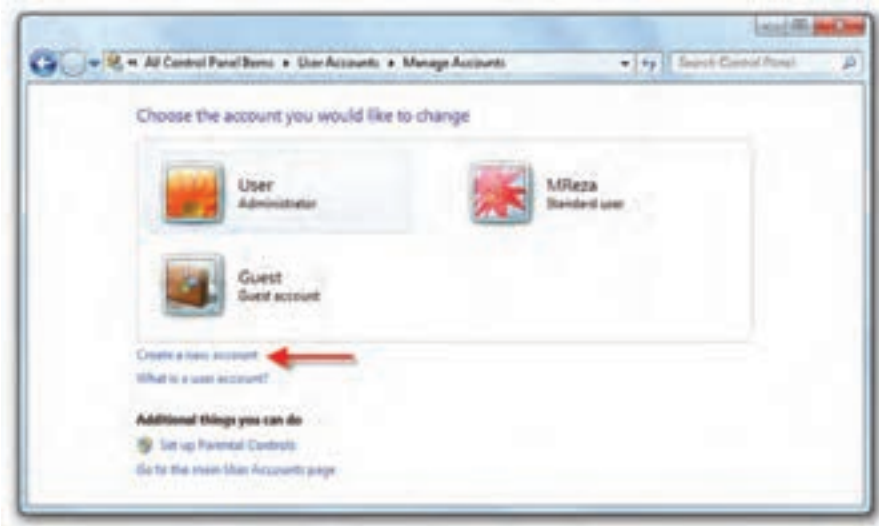 All Control Panel Items ▸ User Accounts ▸ Manage Accounts
Search Control Panel
Choose the account you would like to change
User
Administrator
MReza
Standard user
Guest
Guest account
Create a new account
What is a user account?
Additional things you can do
Set up Parental Controls
Go to the main User Accounts page